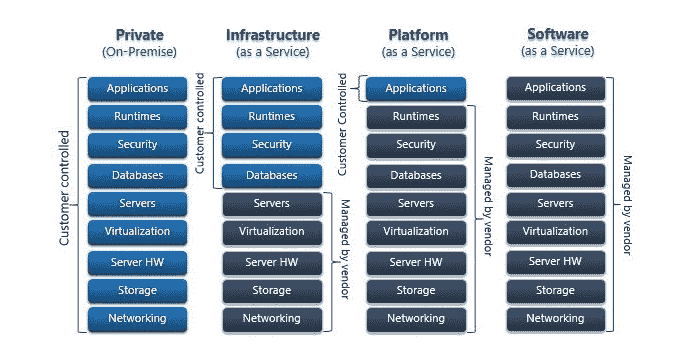 Private
(On-Premise)
Infrastructure
(as a Service)
Platform
(as a Service)
Software
(as a Service)
Customer controlled
Applications
Runtimes
Security
Databases
Servers
Virtualization
Server HW
Storage
Networking
Customer controlled
Applications
Runtimes
Security
Databases
Servers
Virtualization
Server HW
Storage
Networking
Managed by vendor
Customer Controlled
Applications
Runtimes
Security
Databases
Servers
Virtualization
Server HW
Storage
Networking
Managed by vendor
Applications
Runtimes
Security
Databases
Servers
Virtualization
Server HW
Storage
Networking
Managed by vendor